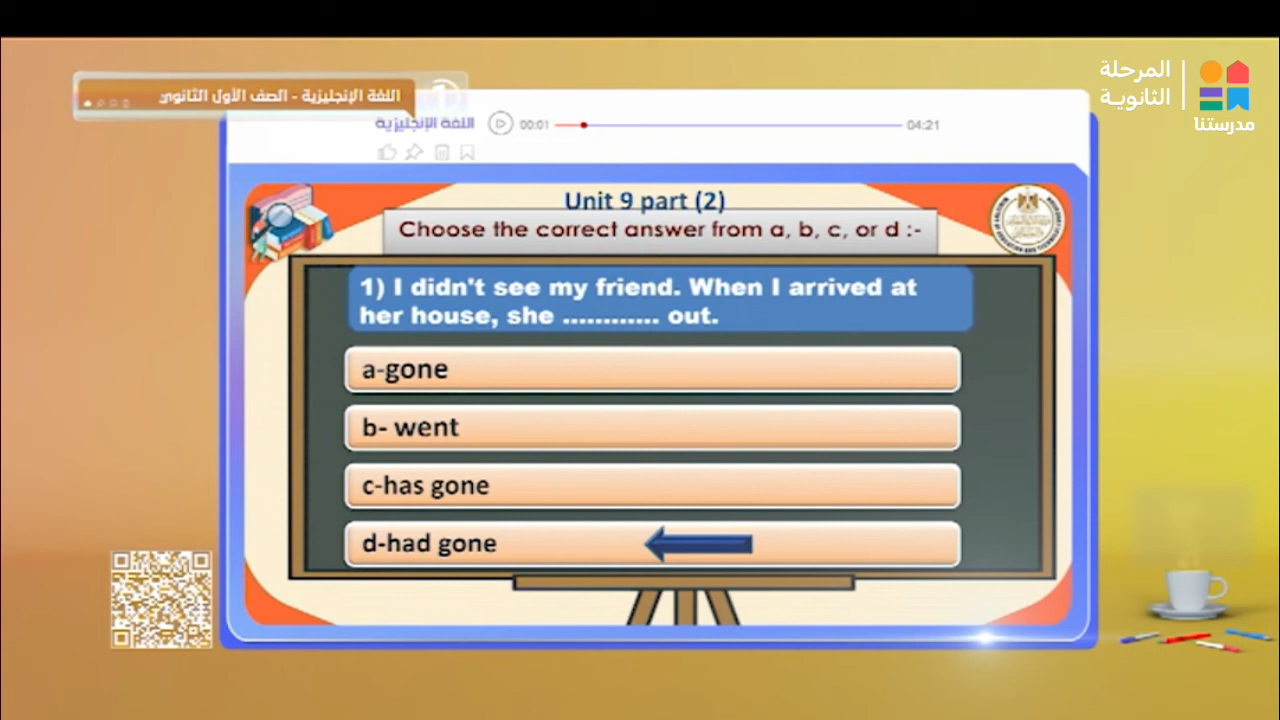 المرحلة
الثانوية
مدرستنا
اللغة الإنجليزية - الصف الأول الثانوي
اللغة الإنجليزية
00:01
04:21
Unit 9 part (2)
Choose the correct answer from a, b, c, or d :-
1) I didn't see my friend. When I arrived at
her house, she ............ out.
a-gone
b- went
c-has gone
d-had gone